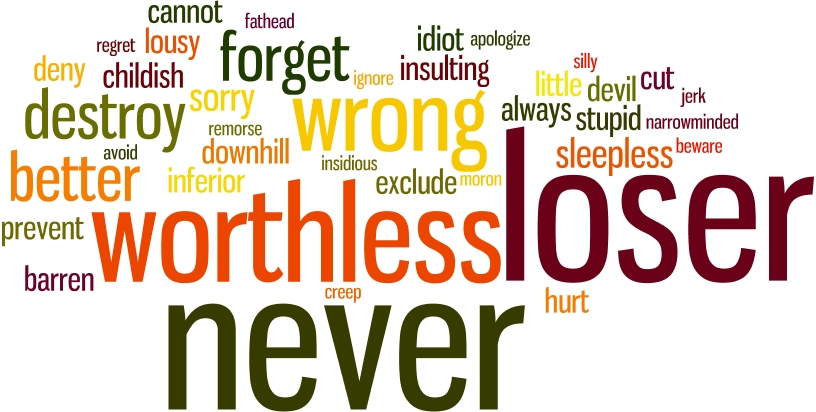 cannot
fathead
regret
lousy
forget
idiot
apologize
deny
childish
ignore
insulting
silly
little
devil
cut
jerk
destroy
sorry
wrong
always
stupid
narrowminded
remorse
avoid
downhill
insidious
sleepless
beware
better
inferior
exclude
moron
loser
prevent
worthless
barren
creep
hurt
never